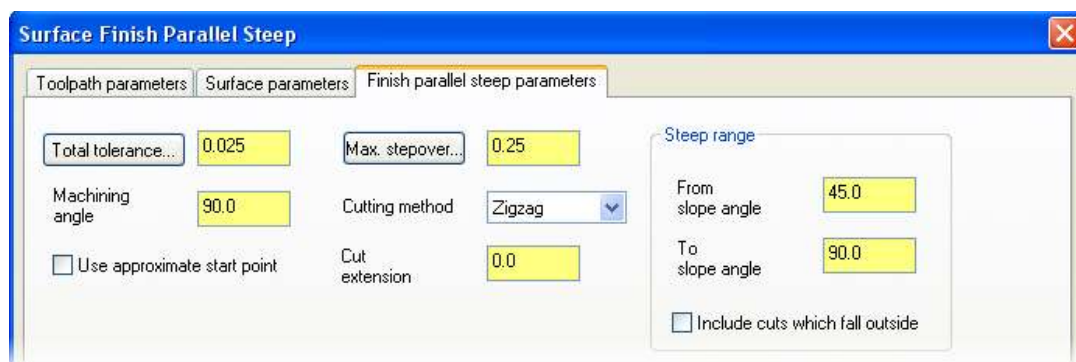 Surface Finish Parallel Steep
Toolpath parameters
Surface parameters
Finish parallel steep parameters
Total tolerance...
0.025
Max. stepover...
0.25
Machining
angle
90.0
Cutting method
Zigzag
Use approximate start point
Cut
extension
0.0
Steep range
From
slope angle
45.0
To
slope angle
90.0
Include cuts which fall outside